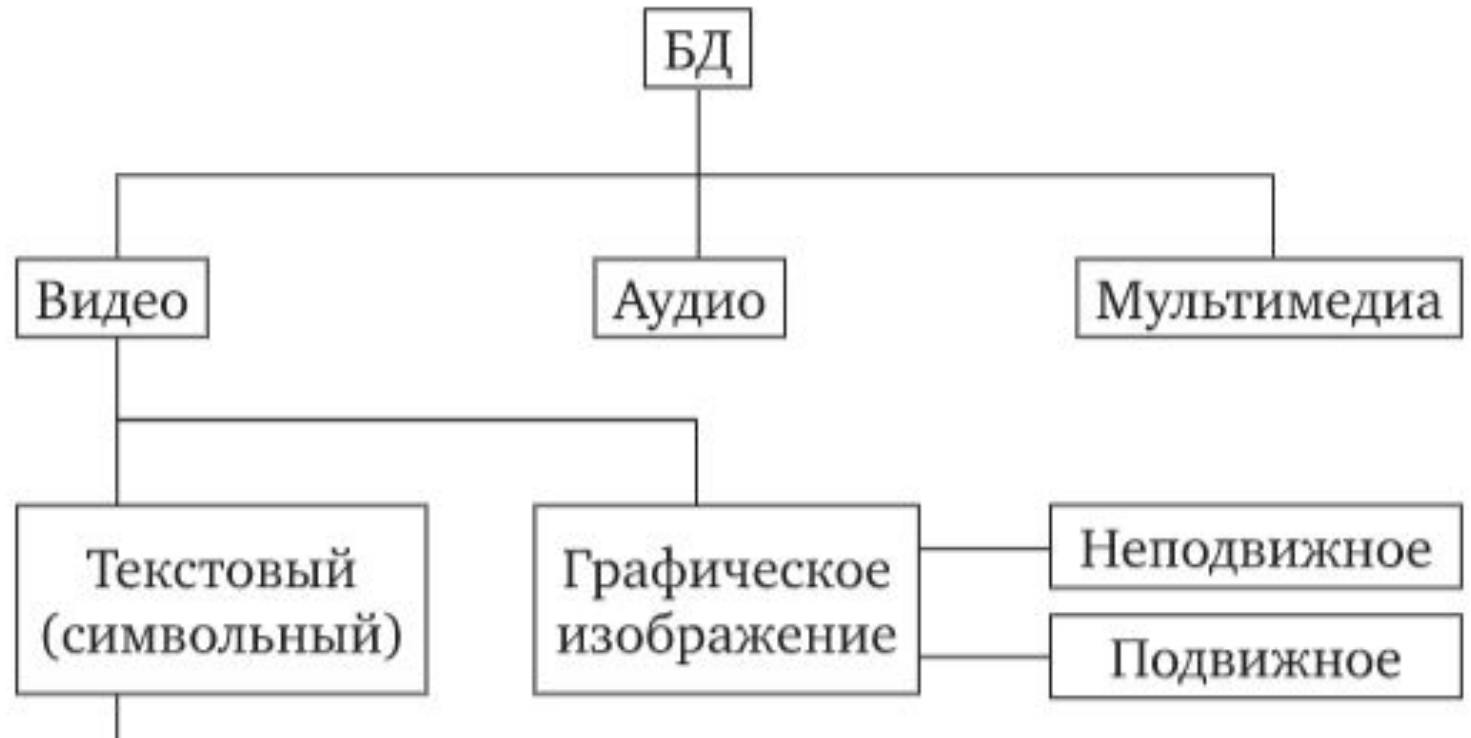 БД
Видео
Аудио
Мультимедиа
Текстовый
(символьный)
Графическое
изображение
Неподвижное
Подвижное